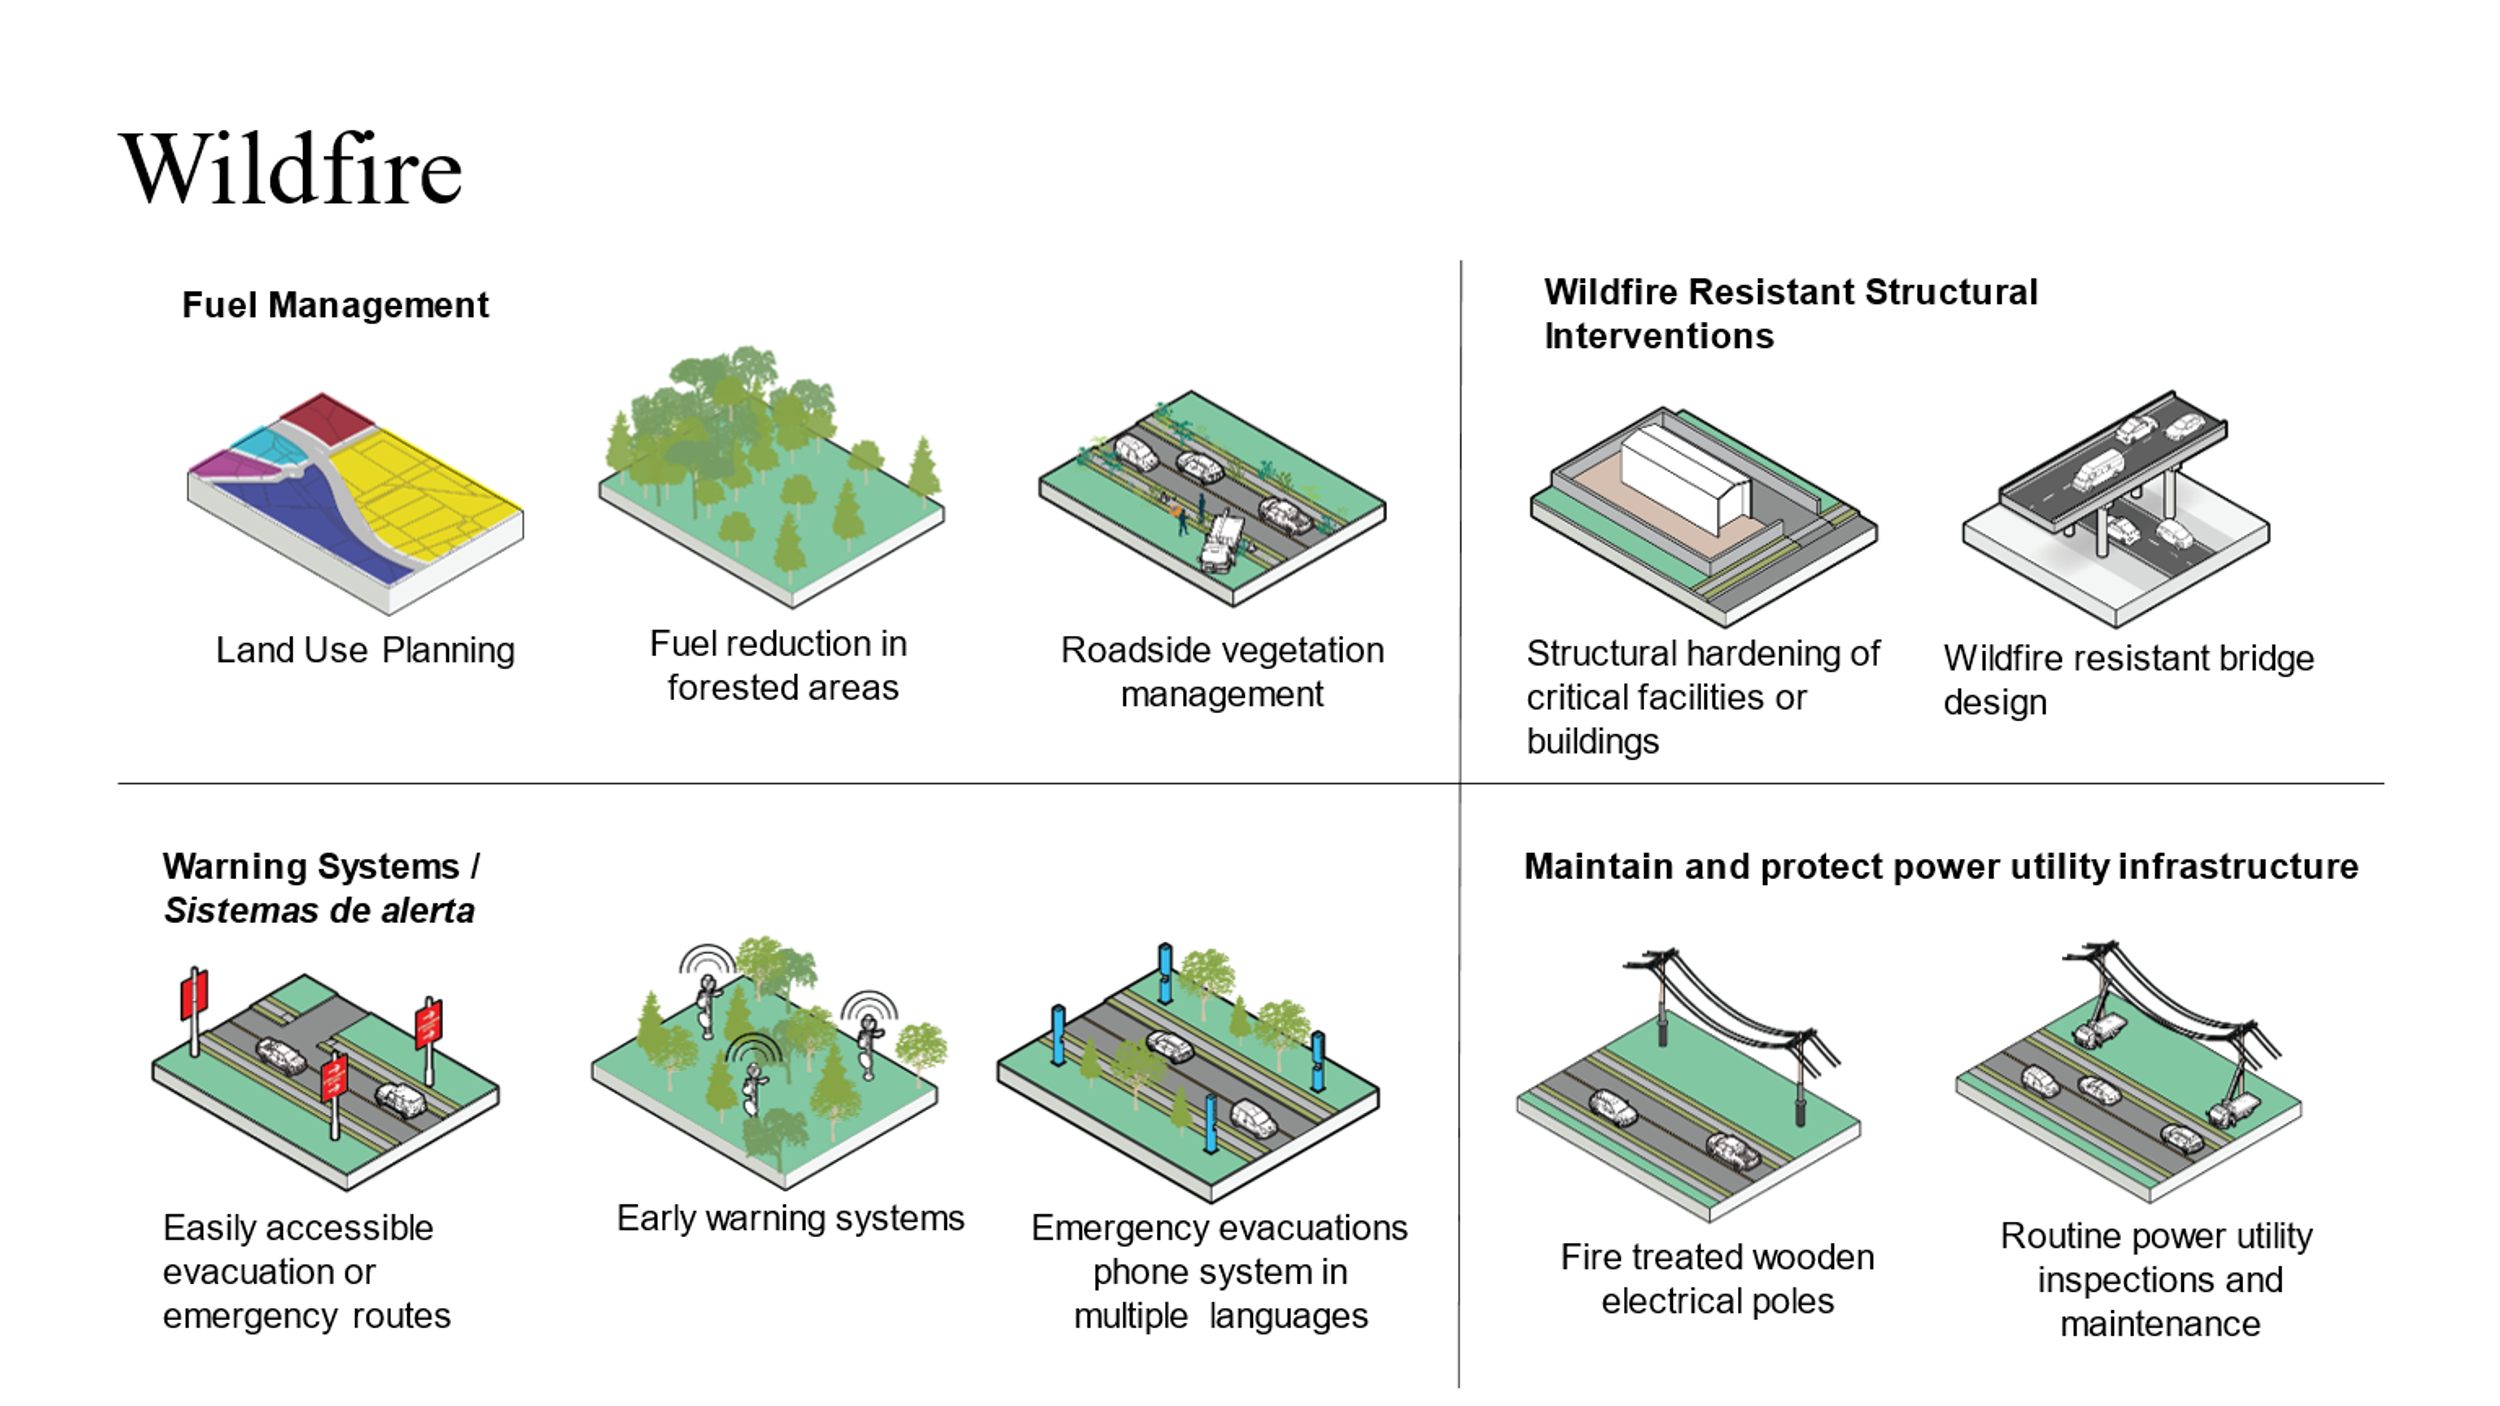 Wildfire
Fuel Management
Land Use Planning
Fuel reduction in
forested areas
Roadside vegetation
management
Wildfire Resistant Structural
Interventions
Structural hardening of
critical facilities or
buildings
Wildfire resistant bridge
design
Warning Systems /
Sistemas de alerta
Easily accessible
evacuation or
emergency routes
Early warning systems
Emergency evacuations
phone system in
multiple languages
Maintain and protect power utility infrastructure
Fire treated wooden
electrical poles
Routine power utility
inspections and
maintenance